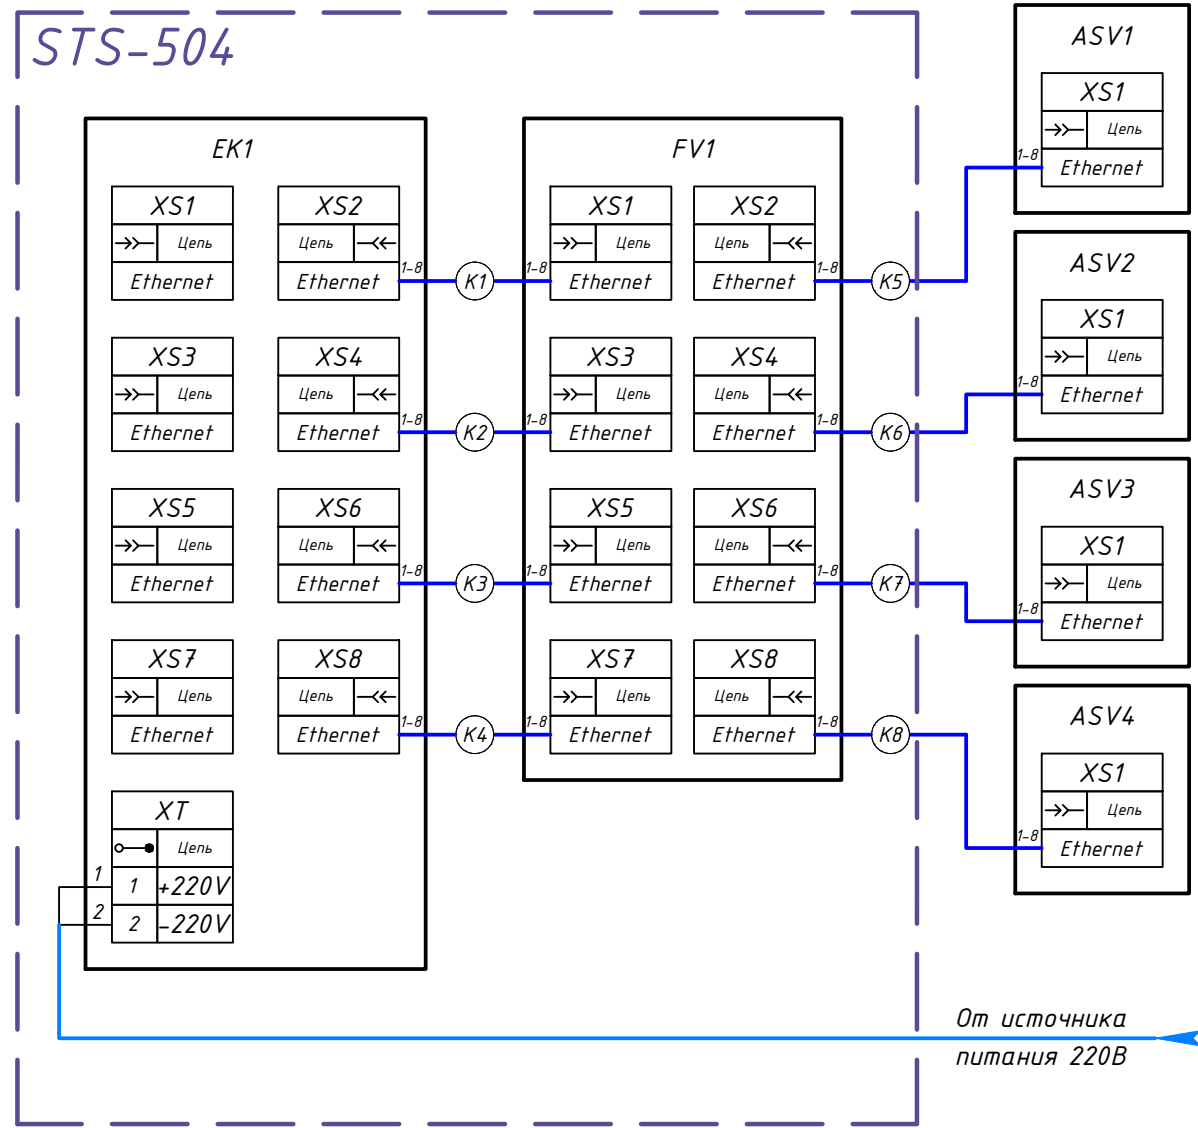 STS-504
EK1
XS1
Цепь
Ethernet
XS2
Цепь
Ethernet
1-8
XS3
Цепь
Ethernet
XS4
Цепь
Ethernet
1-8
XS5
Цепь
Ethernet
XS6
Цепь
Ethernet
1-8
XS7
Цепь
Ethernet
XS8
Цепь
Ethernet
1-8
XT
Цепь
1
1
+220V
2
2
-220V
K1
K2
K3
K4
FV1
1-8
XS1
Цепь
Ethernet
XS2
Цепь
Ethernet
1-8
1-8
XS3
Цепь
Ethernet
XS4
Цепь
Ethernet
1-8
1-8
XS5
Цепь
Ethernet
XS6
Цепь
Ethernet
1-8
1-8
XS7
Цепь
Ethernet
XS8
Цепь
Ethernet
1-8
K5
K6
K7
K8
ASV1
XS1
Цепь
1-8
Ethernet
ASV2
XS1
Цепь
1-8
Ethernet
ASV3
XS1
Цепь
1-8
Ethernet
ASV4
XS1
Цепь
1-8
Ethernet
От источника
питания 220В